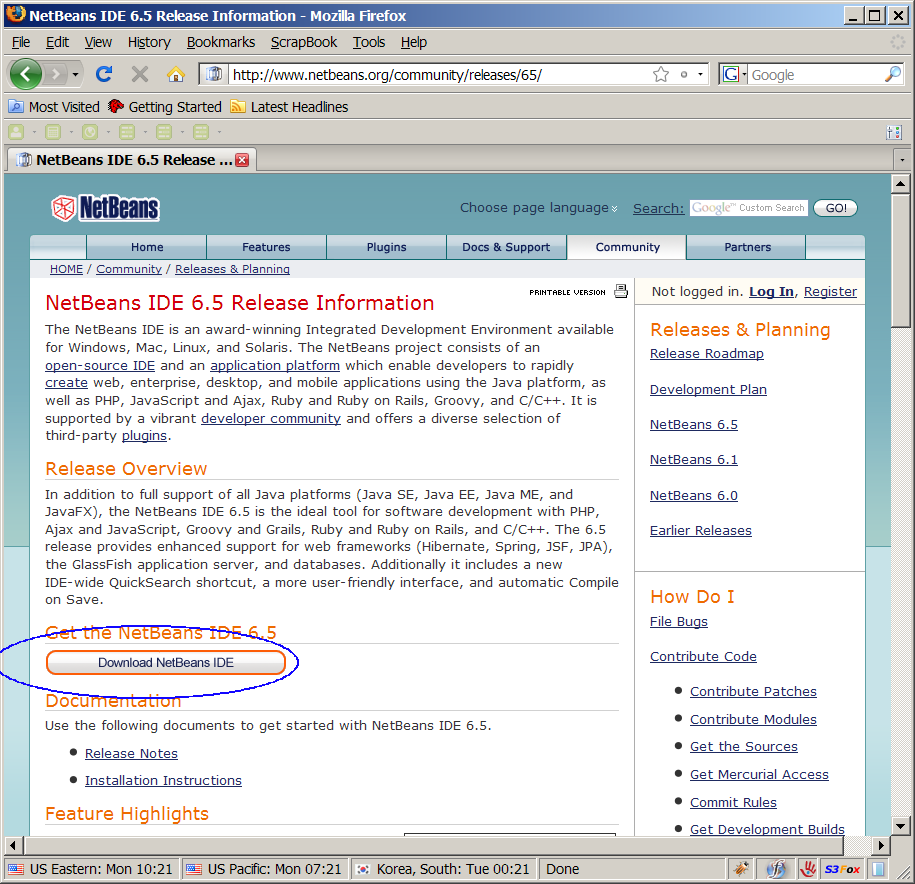 NetBeans IDE 6.5 Release Information - Mozilla Firefox
File Edit View History Bookmarks ScrapBook Tools Help
http://www.netbeans.org/community/releases/65/
G Google
Most Visited Getting Started Latest Headlines
NetBeans IDE 6.5 Release ...
NetBeans
Choose page language Search: Google™ Custom Search GO!
Home Features Plugins Docs & Support Community Partners
HOME / Community / Releases & Planning
PRINTABLE VERSION
Not logged in. Log In, Register
NetBeans IDE 6.5 Release Information
The NetBeans IDE is an award-winning Integrated Development Environment available
for Windows, Mac, Linux, and Solaris. The NetBeans project consists of an
open-source IDE and an application platform which enable developers to rapidly
create web, enterprise, desktop, and mobile applications using the Java platform, as
well as PHP, JavaScript and Ajax, Ruby and Ruby on Rails, Groovy, and C/C++. It is
supported by a vibrant developer community and offers a diverse selection of
third-party plugins.
Release Overview
In addition to full support of all Java platforms (Java SE, Java EE, Java ME, and
JavaFX), the NetBeans IDE 6.5 is the ideal tool for software development with PHP,
Ajax and JavaScript, Groovy and Grails, Ruby and Ruby on Rails, and C/C++. The 6.5
release provides enhanced support for web frameworks (Hibernate, Spring, JSF, JPA),
the GlassFish application server, and databases. Additionally it includes a new
IDE-wide QuickSearch shortcut, a more user-friendly interface, and automatic Compile
on Save.
Get the NetBeans IDE 6.5
Download NetBeans IDE
Documentation
Use the following documents to get started with NetBeans IDE 6.5.
Release Notes
Installation Instructions
Feature Highlights
Releases & Planning
Release Roadmap
Development Plan
NetBeans 6.5
NetBeans 6.1
NetBeans 6.0
Earlier Releases
How Do I
File Bugs
Contribute Code
Contribute Patches
Contribute Modules
Get the Sources
Get Mercurial Access
Commit Rules
Get Development Builds
US Eastern: Mon 10:21 US Pacific: Mon 07:21 Korea, South: Tue 00:21 Done S3Fox